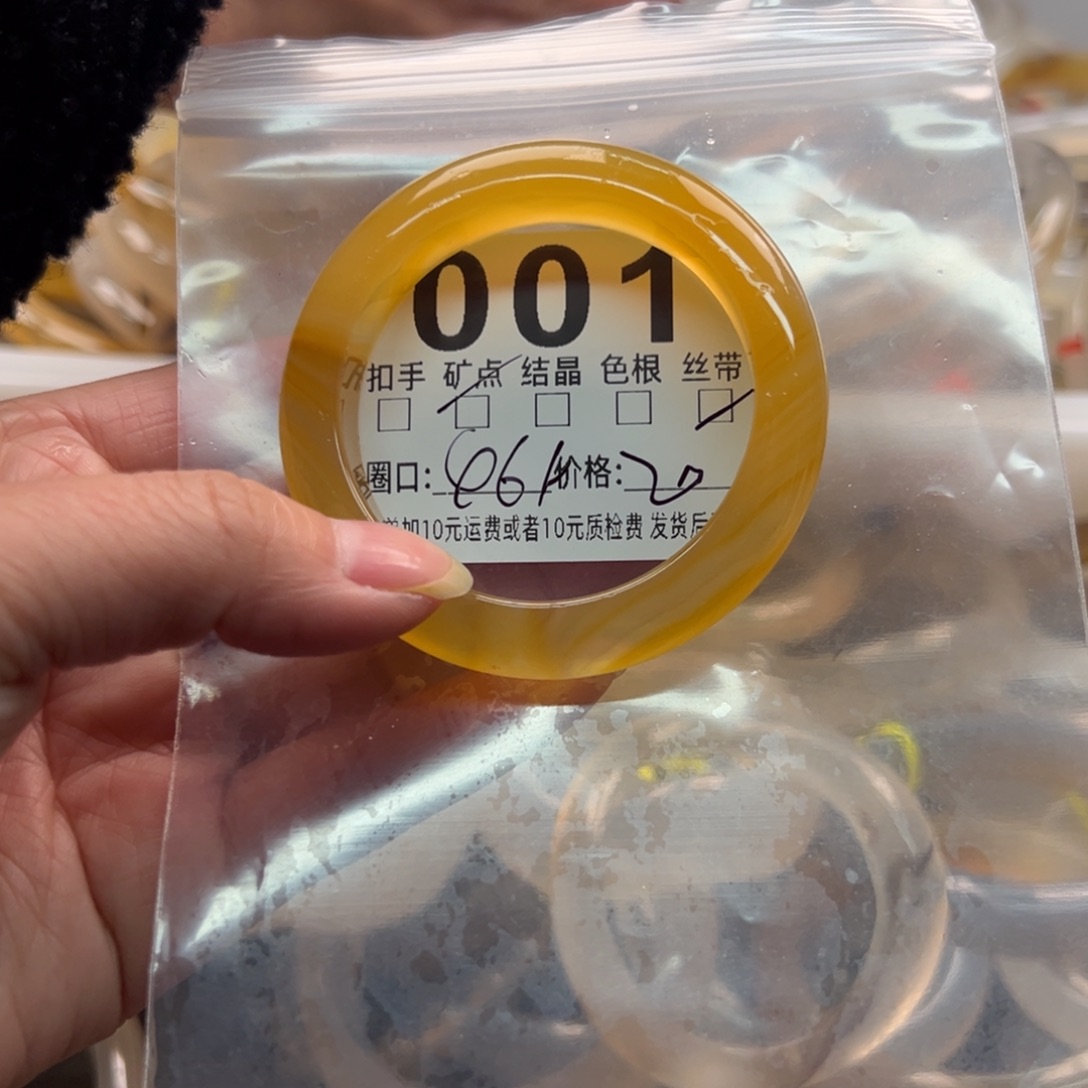 001
扣手 矿点 结晶 色根 丝带
圈口: 价格:20
加10元运费或者10元质检费 发货后